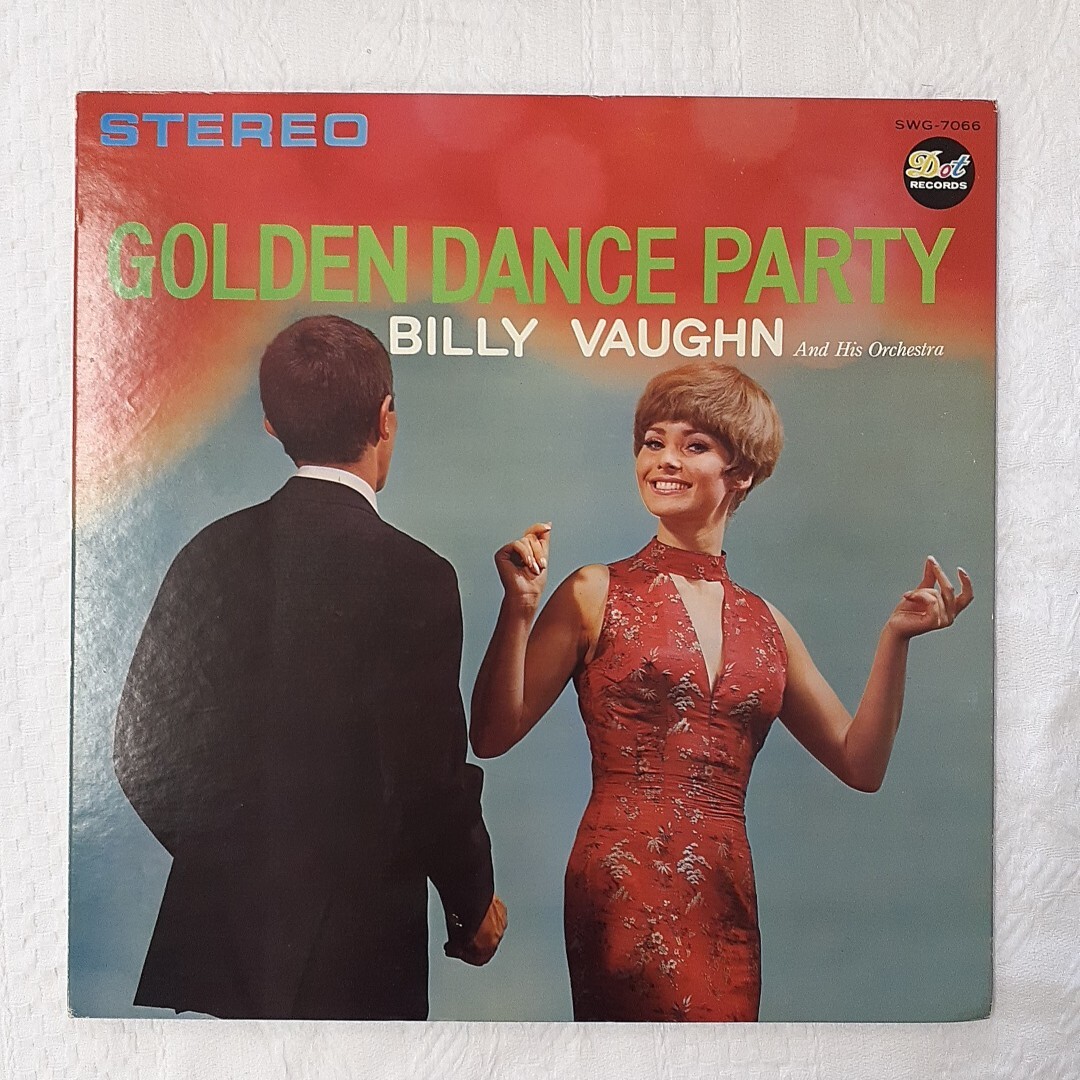 STEREO
SWG-7066
Dot
RECORDS
GOLDEN DANCE PARTY
BILLY VAUGHN And His Orchestra